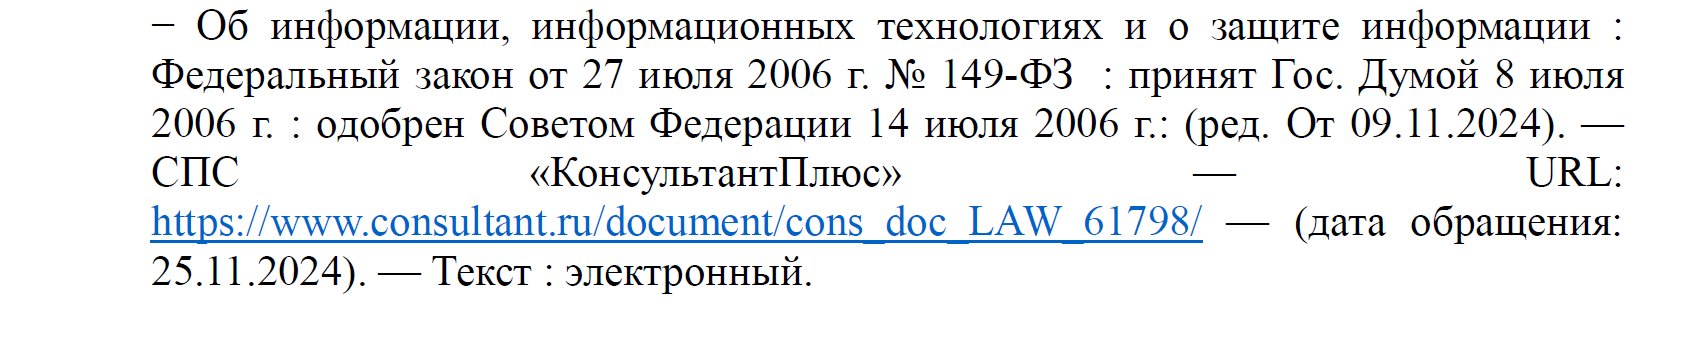 − Об информации, информационных технологиях и о защите информации :
Федеральный закон от 27 июля 2006 г. № 149-ФЗ  : принят Гос. Думой 8 июля
2006 г. : одобрен Советом Федерации 14 июля 2006 г.: (ред. От 09.11.2024). —
СПС «КонсультантПлюс» — URL:
https://www.consultant.ru/document/cons_doc_LAW_61798/ — (дата обращения:
25.11.2024). — Текст : электронный.